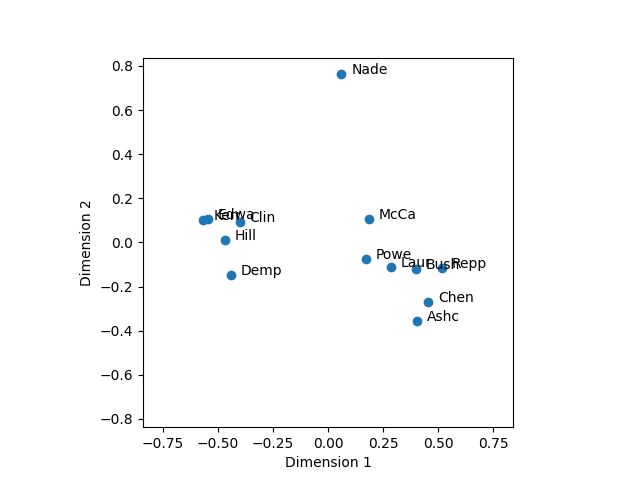 0.8
0.6
0.4
0.2
0.0
−0.2
−0.4
−0.6
−0.8
Dimension 2
Nade
Kerr
Edwa
Clin
McCa
Hill
Demp
Powe
Laur
Bush
Repp
Chen
Ashc
−0.75
−0.50
−0.25
0.00
0.25
0.50
0.75
Dimension 1